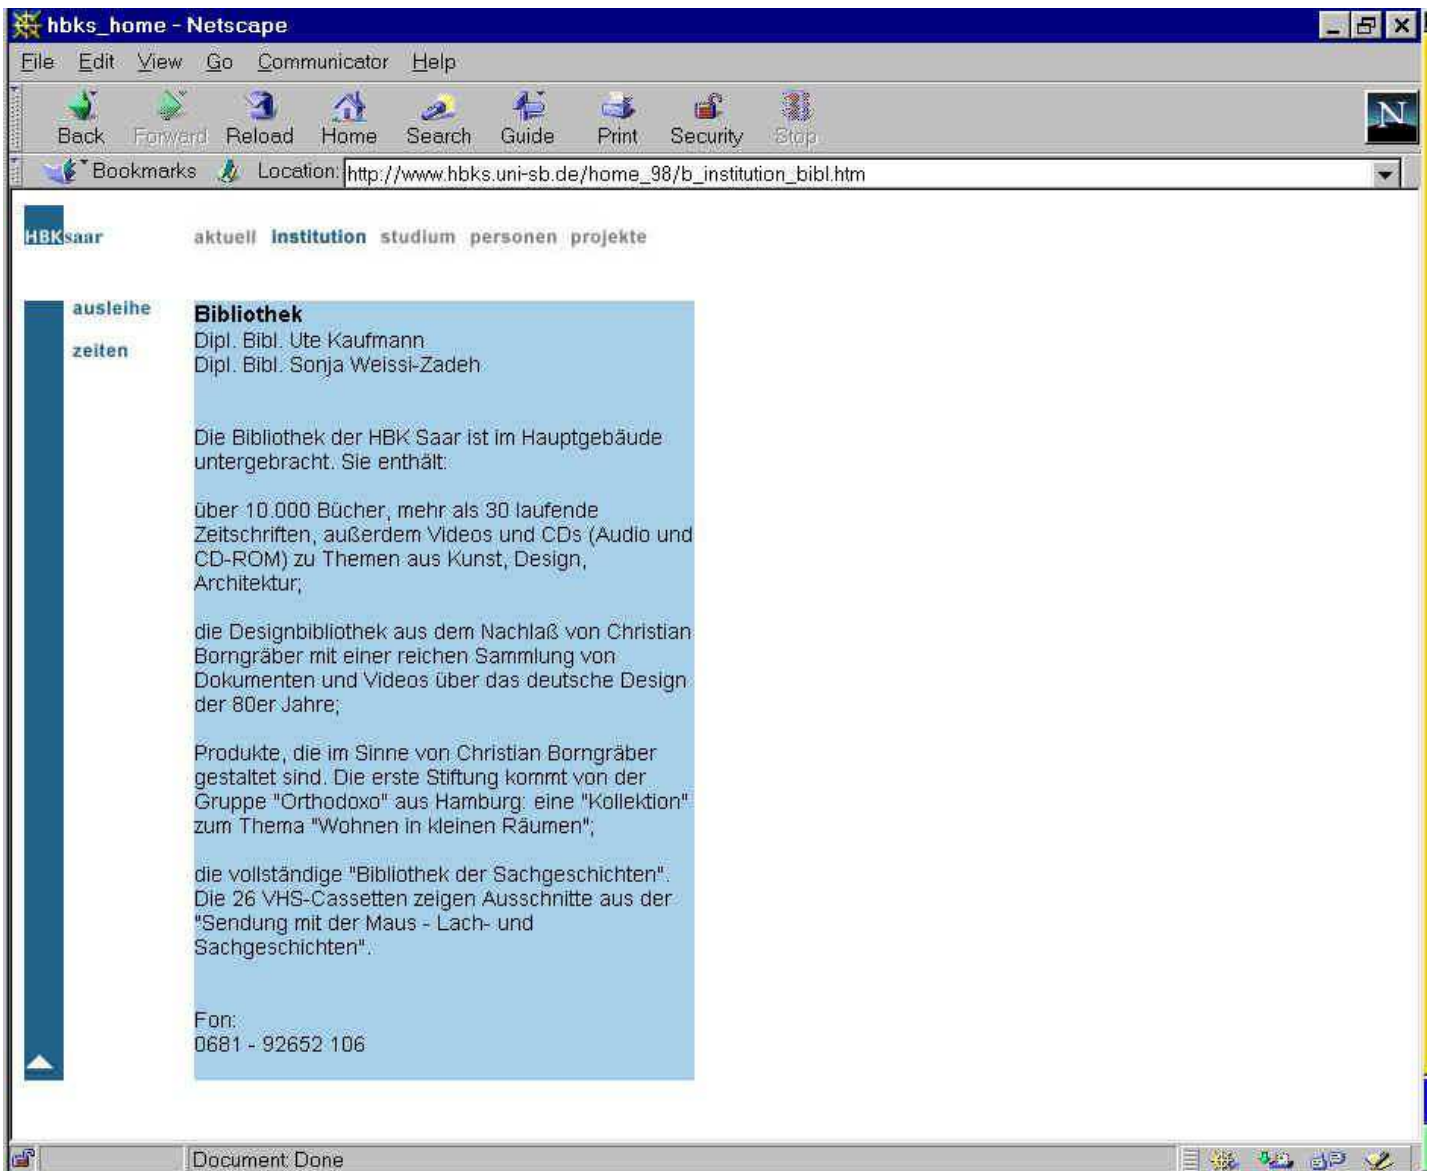 hbks_home - Netscape
File Edit View Go Communicator Help
Back Forward Reload Home Search Guide Print Security Stop
N
Bookmarks Location: http://www.hbks.uni-sb.de/home_98/b_institution_bibl.htm
HBKsaar aktuell institution studium personen projekte
ausleihe
zeiten
Bibliothek
Dipl. Bibl. Ute Kaufmann
Dipl. Bibl. Sonja Weissi-Zadeh
Die Bibliothek der HBK Saar ist im Hauptgebäude
untergebracht. Sie enthält:
über 10.000 Bücher, mehr als 30 laufende
Zeitschriften, außerdem Videos und CDs (Audio und
CD-ROM) zu Themen aus Kunst, Design,
Architektur;
die Designbibliothek aus dem Nachlaß von Christian
Borngräber mit einer reichen Sammlung von
Dokumenten und Videos über das deutsche Design
der 80er Jahre;
Produkte, die im Sinne von Christian Borngräber
gestaltet sind. Die erste Stiftung kommt von der
Gruppe "Orthodoxo" aus Hamburg: eine "Kollektion"
zum Thema "Wohnen in kleinen Räumen";
die vollständige "Bibliothek der Sachgeschichten".
Die 26 VHS-Cassetten zeigen Ausschnitte aus der
"Sendung mit der Maus - Lach- und
Sachgeschichten".
Fon:
0681 - 92652 106
Document: Done